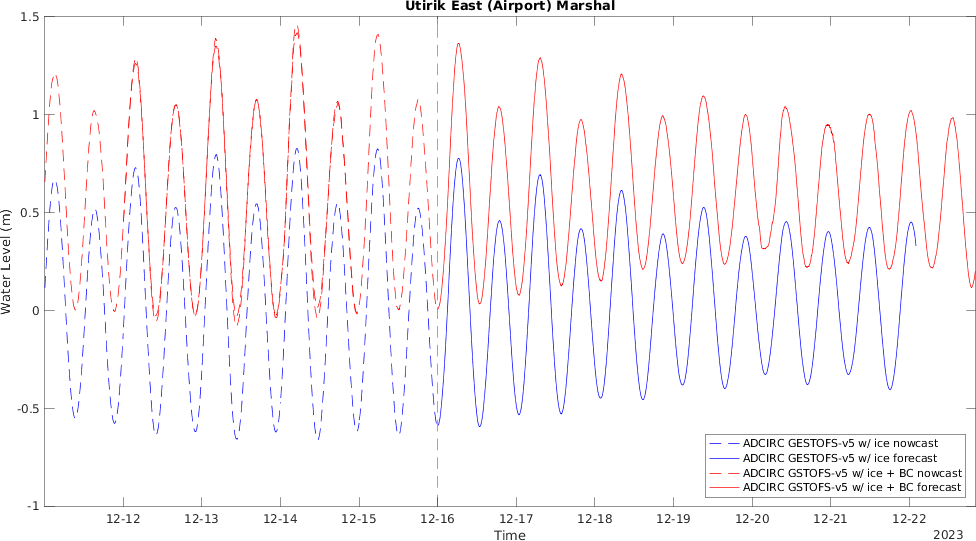 Utirik East (Airport) Marshal
1.5
1
0.5
0
-0.5
-1
Water Level (m)
12-12 12-13 12-14 12-15 12-16 12-17 12-18 12-19 12-20 12-21 12-22
Time
2023
ADCIRC GESTOFS-v5 w/ ice nowcast
ADCIRC GESTOFS-v5 w/ ice forecast
ADCIRC GSTOFS-v5 w/ ice + BC nowcast
ADCIRC GSTOFS-v5 w/ ice + BC forecast